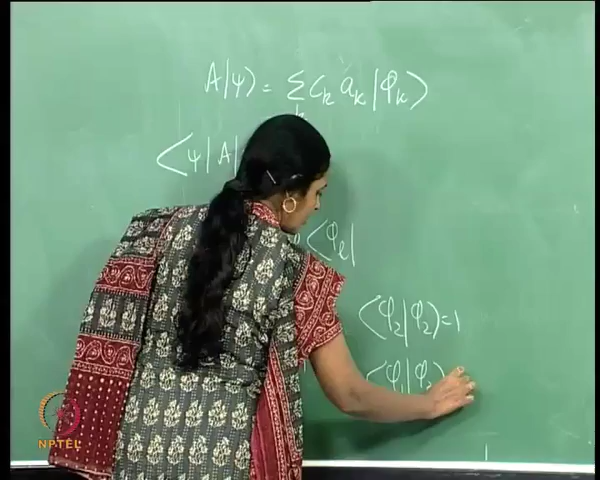 A|ψ⟩ = Σ_k c_k a_k |φ_k⟩
⟨ψ|A|
⟨φ_l|
⟨φ_2|φ_2⟩=1
⟨φ_1|φ_2⟩
NPTEL